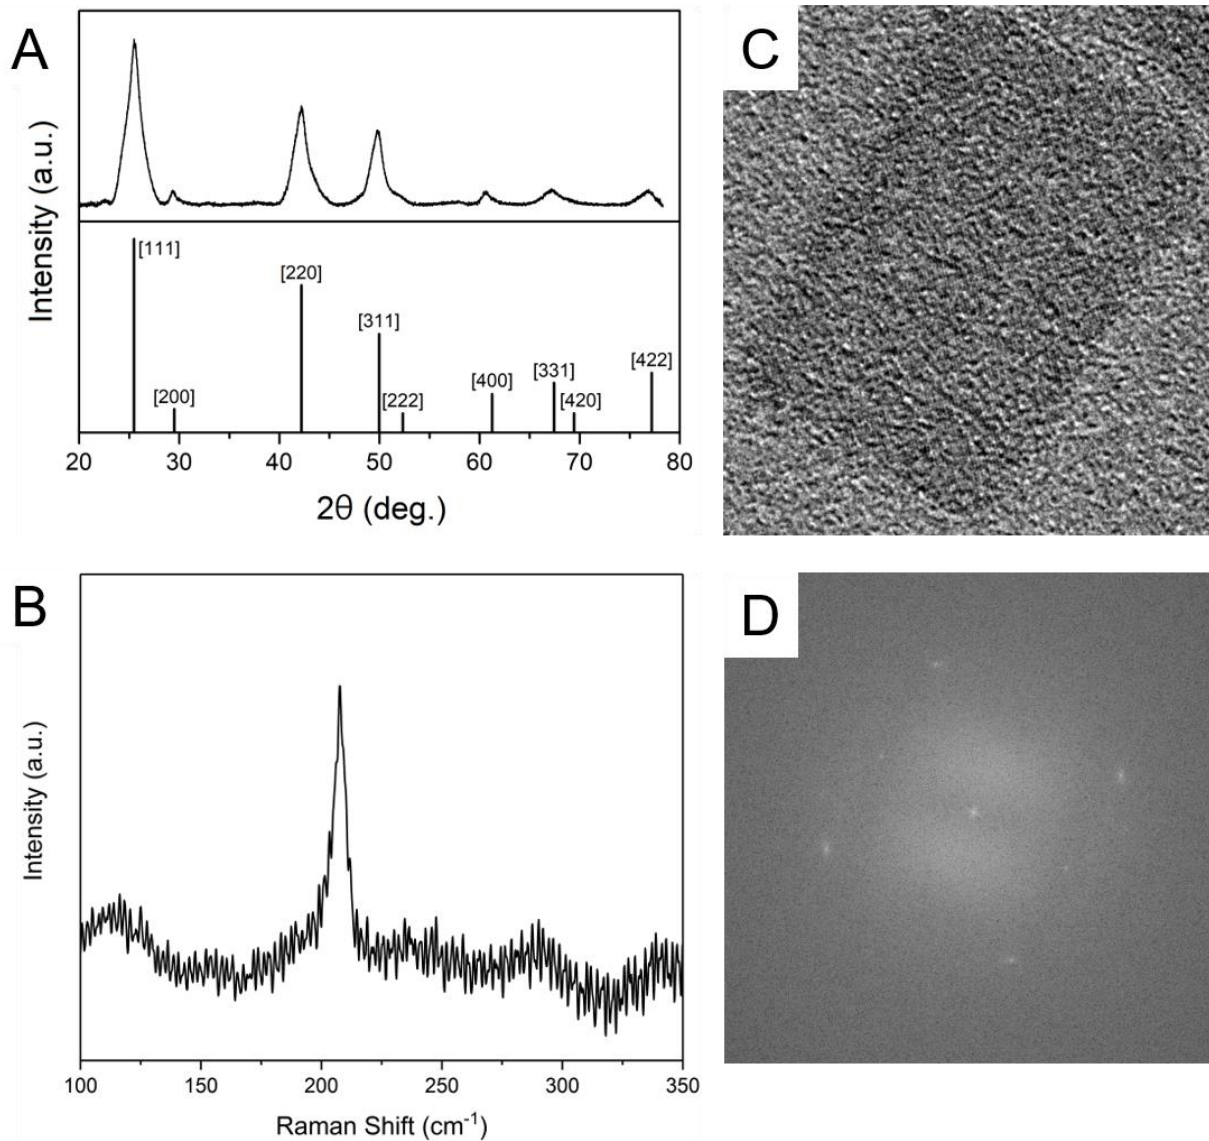 A
Intensity (a.u.)
[111]
[200]
[220]
[311]
[222]
[400]
[331]
[420]
[422]
20 30 40 50 60 70 80
2θ (deg.)
B
Intensity (a.u.)
100 150 200 250 300 350
Raman Shift (cm⁻¹)
C
D